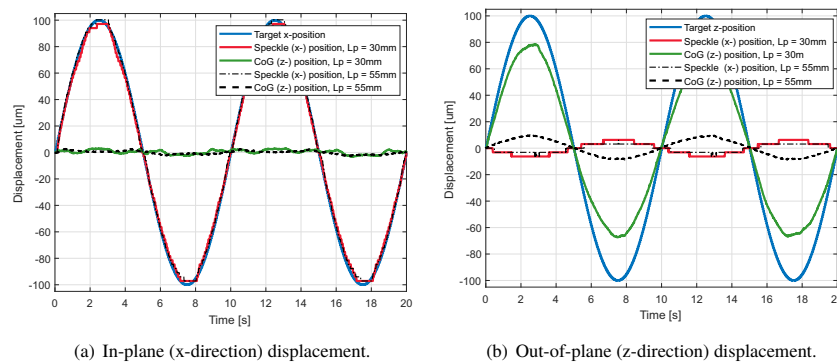 (a)
Target x-position
Speckle (x-) position, Lp = 30mm
CoG (z-) position, Lp = 30mm
Speckle (x-) position, Lp = 55mm
CoG (z-) position, Lp = 55mm
100
80
60
40
20
0
-20
-40
-60
-80
-100
Displacement [um]
0 2 4 6 8 10 12 14 16 18 20
Time [s]
(a) In-plane (x-direction) displacement.
(b)
Target z-position
Speckle (x-) position, Lp = 30mm
CoG (z-) position, Lp = 30m
Speckle (x-) position, Lp = 55mm
CoG (z-) position, Lp = 55mm
100
80
60
40
20
0
-20
-40
-60
-80
-100
Displacement [um]
0 2 4 6 8 10 12 14 16 18 20
Time [s]
(b) Out-of-plane (z-direction) displacement.